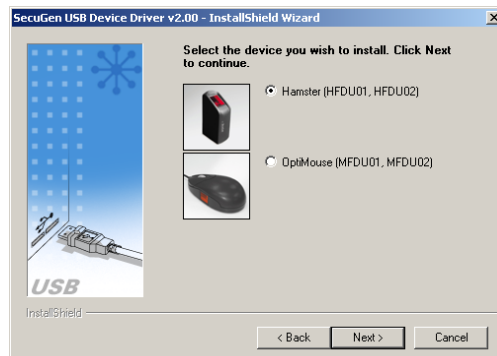 SecuGen USB Device Driver v2.00 - InstallShield Wizard
Select the device you wish to install. Click Next
to continue.
Hamster (HFDU01, HFDU02)
OptiMouse (MFDU01, MFDU02)
USB
InstallShield
< Back
Next >
Cancel